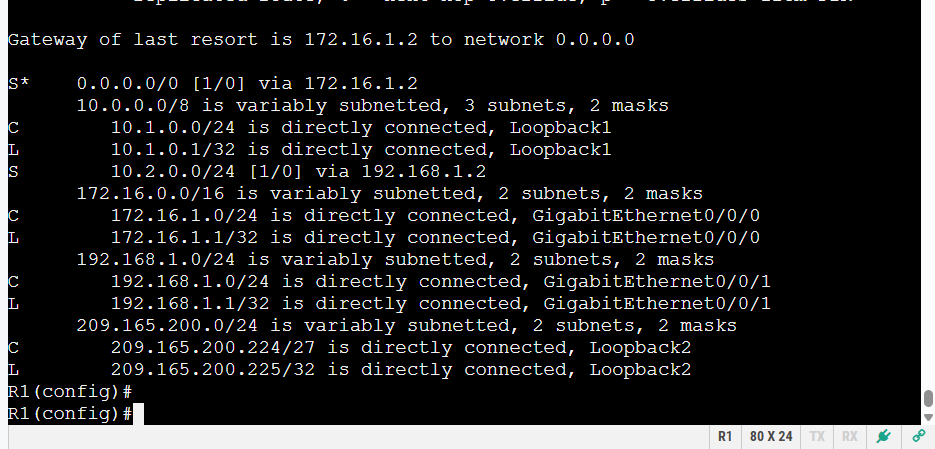 Gateway of last resort is 172.16.1.2 to network 0.0.0.0
S*    0.0.0.0/0 [1/0] via 172.16.1.2
      10.0.0.0/8 is variably subnetted, 3 subnets, 2 masks
C        10.1.0.0/24 is directly connected, Loopback1
L        10.1.0.1/32 is directly connected, Loopback1
S        10.2.0.0/24 [1/0] via 192.168.1.2
      172.16.0.0/16 is variably subnetted, 2 subnets, 2 masks
C        172.16.1.0/24 is directly connected, GigabitEthernet0/0/0
L        172.16.1.1/32 is directly connected, GigabitEthernet0/0/0
      192.168.1.0/24 is variably subnetted, 2 subnets, 2 masks
C        192.168.1.0/24 is directly connected, GigabitEthernet0/0/1
L        192.168.1.1/32 is directly connected, GigabitEthernet0/0/1
      209.165.200.0/24 is variably subnetted, 2 subnets, 2 masks
C        209.165.200.224/27 is directly connected, Loopback2
L        209.165.200.225/32 is directly connected, Loopback2
R1(config)#
R1(config)#
R1 80 X 24 TX RX